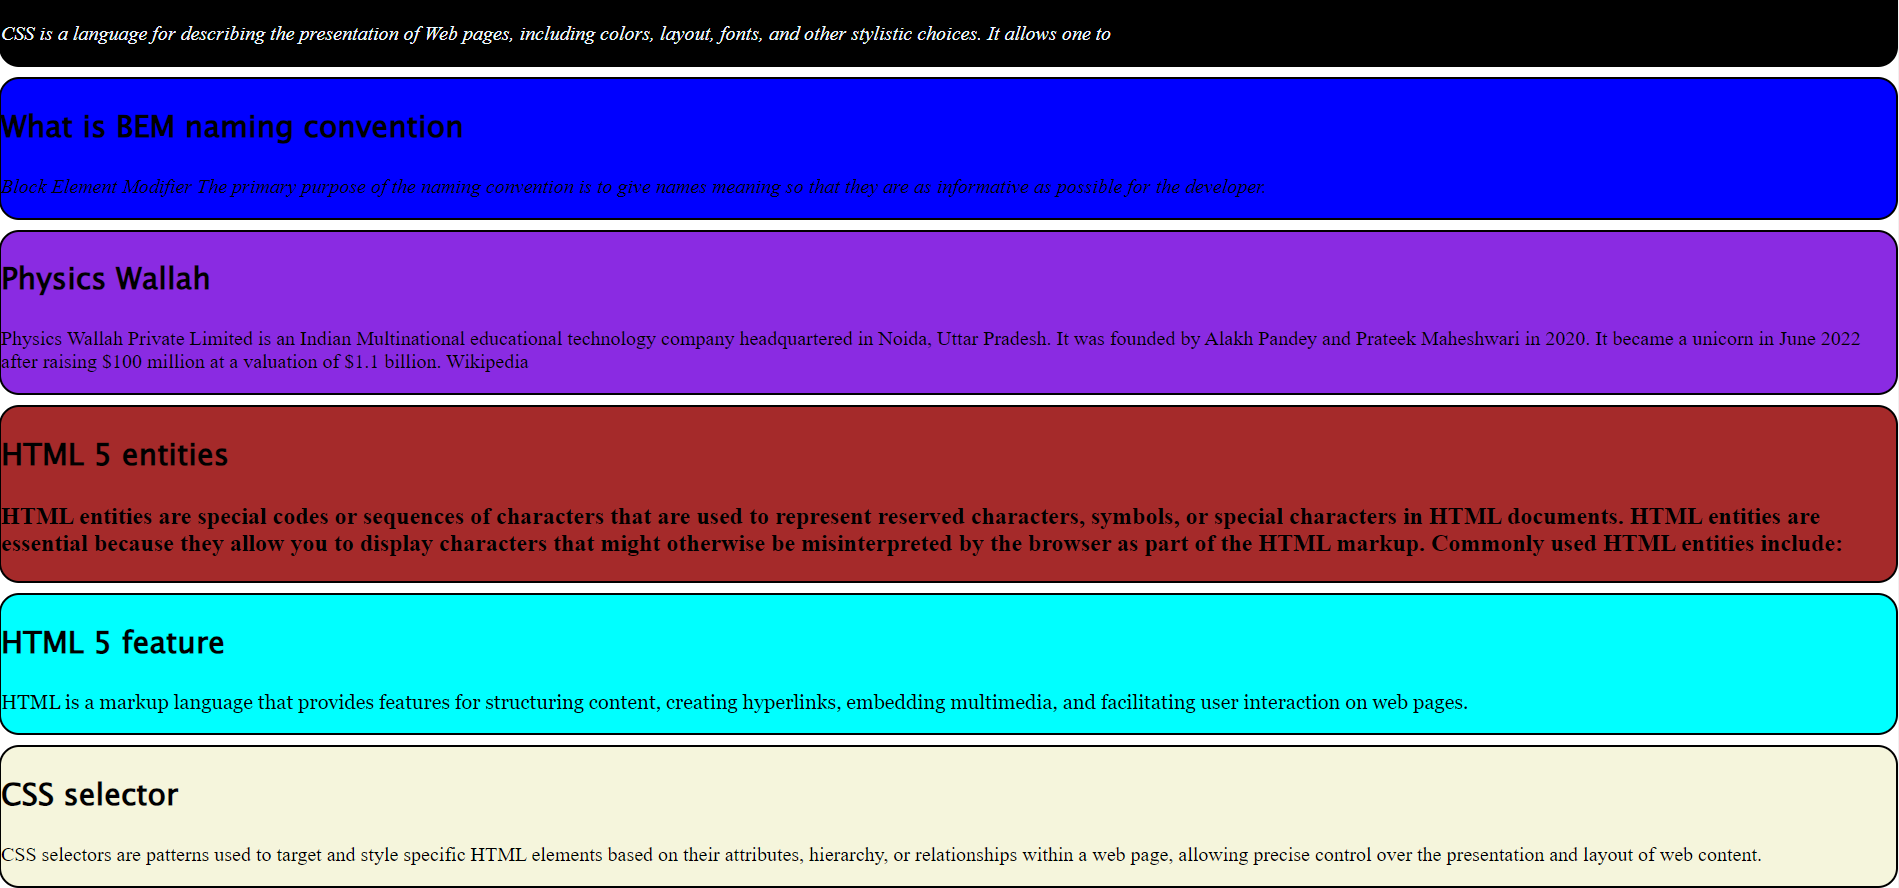 CSS is a language for describing the presentation of Web pages, including colors, layout, fonts, and other stylistic choices. It allows one to
What is BEM naming convention
Block Element Modifier The primary purpose of the naming convention is to give names meaning so that they are as informative as possible for the developer.
Physics Wallah
Physics Wallah Private Limited is an Indian Multinational educational technology company headquartered in Noida, Uttar Pradesh. It was founded by Alakh Pandey and Prateek Maheshwari in 2020. It became a unicorn in June 2022
after raising $100 million at a valuation of $1.1 billion. Wikipedia
HTML 5 entities
HTML entities are special codes or sequences of characters that are used to represent reserved characters, symbols, or special characters in HTML documents. HTML entities are
essential because they allow you to display characters that might otherwise be misinterpreted by the browser as part of the HTML markup. Commonly used HTML entities include:
HTML 5 feature
HTML is a markup language that provides features for structuring content, creating hyperlinks, embedding multimedia, and facilitating user interaction on web pages.
CSS selector
CSS selectors are patterns used to target and style specific HTML elements based on their attributes, hierarchy, or relationships within a web page, allowing precise control over the presentation and layout of web content.